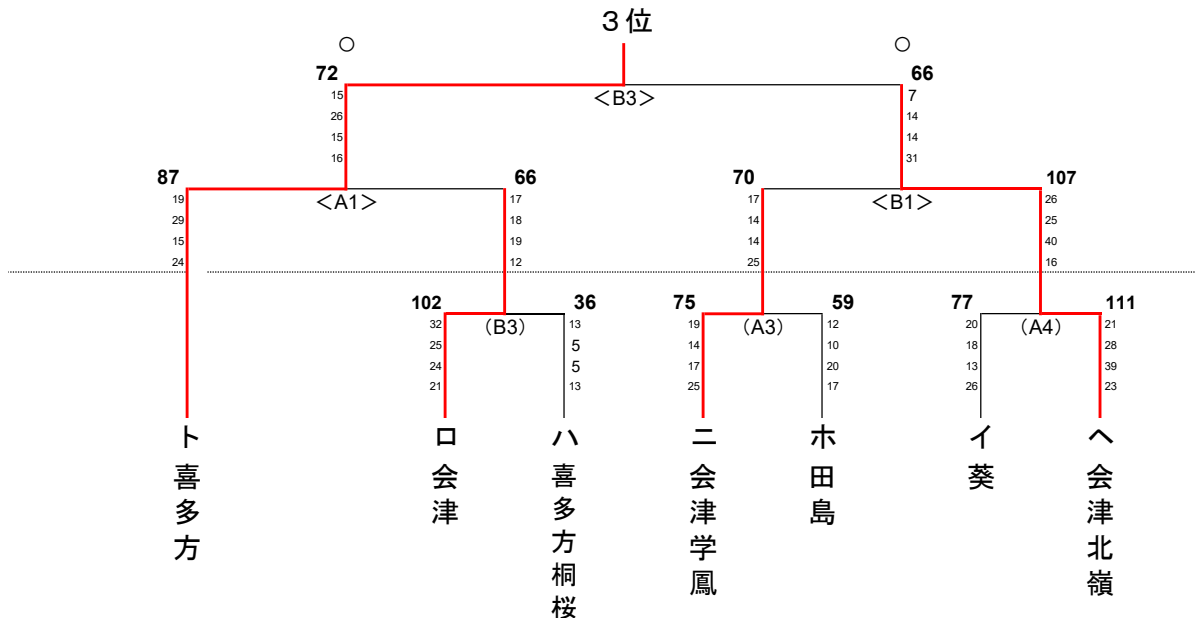 ３位
○ ○
72 66
＜B3＞
15 7
26 14
15 14
16 31
87 66 70 107
＜A1＞ ＜B1＞
19 17 17 26
29 18 14 25
15 19 14 40
24 12 25 16
102 36 75 59 77 111
（B3） （A3） （A4）
32 13 19 12 20 21
25 5 14 10 18 28
24 5 17 20 13 39
21 13 25 17 26 23
ト 喜多方
ロ 会津
ハ 喜多方桐桜
ニ 会津学鳳
ホ 田島
イ 葵
ヘ 会津北嶺